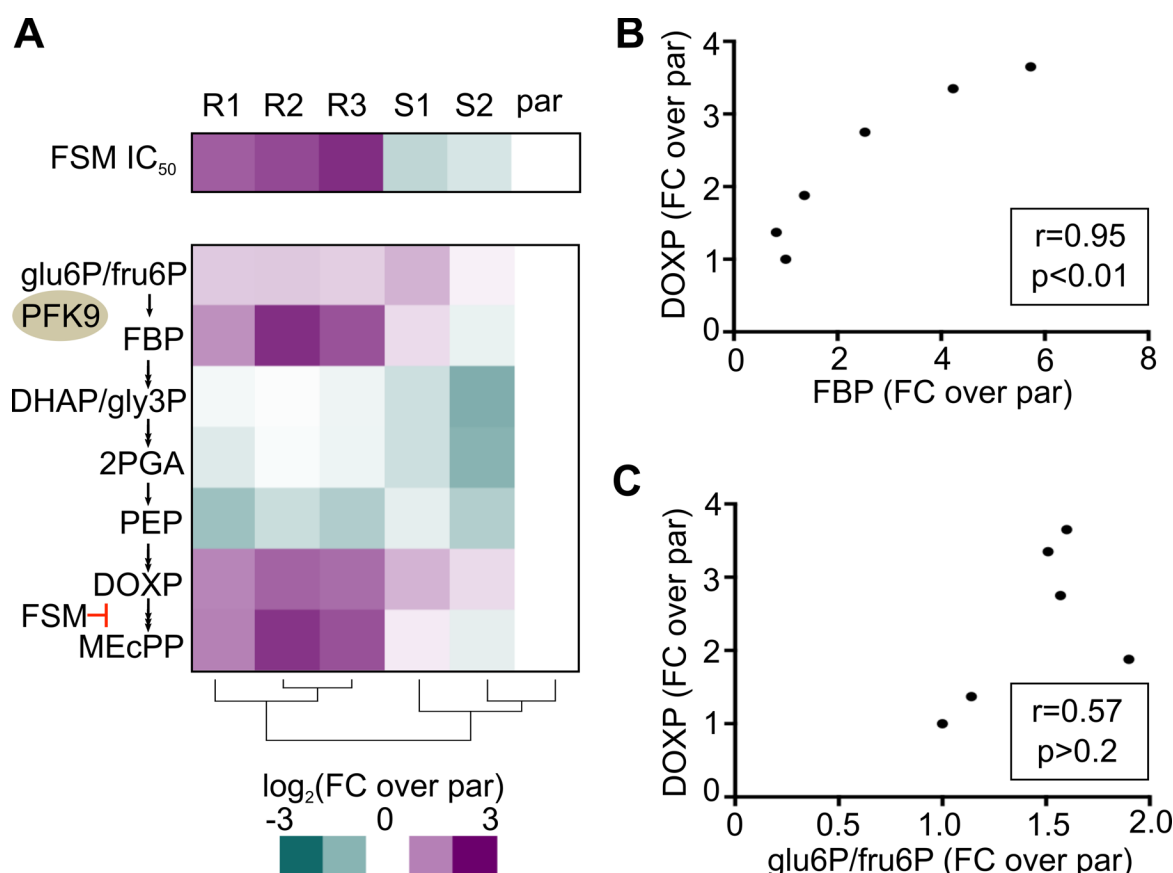 A
R1 R2 R3 S1 S2 par
FSM IC50
glu6P/fru6P
PFK9
FBP
DHAP/gly3P
2PGA
PEP
DOXP
FSM
MEcPP
log2(FC over par)
-3 0 3
B
DOXP (FC over par)
4
3
2
1
0
r=0.95
p<0.01
0 2 4 6 8
FBP (FC over par)
C
DOXP (FC over par)
4
3
2
1
0
r=0.57
p>0.2
0 0.5 1.0 1.5 2.0
glu6P/fru6P (FC over par)